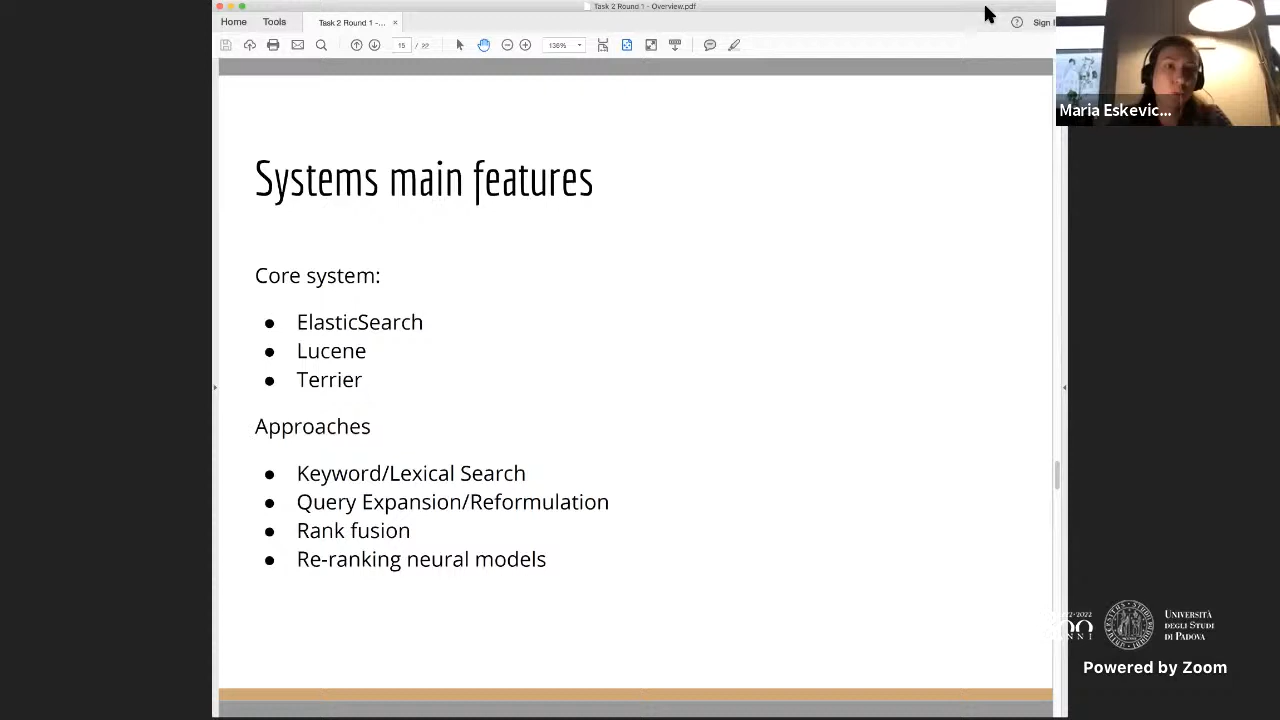 Task 2 Round 1 - Overview.pdf
Home Tools Task 2 Round 1 -... × ? Sign
15 / 22 136%
Maria Eskevic...
Systems main features
Core system:
● ElasticSearch
● Lucene
● Terrier
Approaches
● Keyword/Lexical Search
● Query Expansion/Reformulation
● Rank fusion
● Re-ranking neural models
UNIVERSITÀ
DEGLI STUDI
DI PADOVA
Powered by Zoom